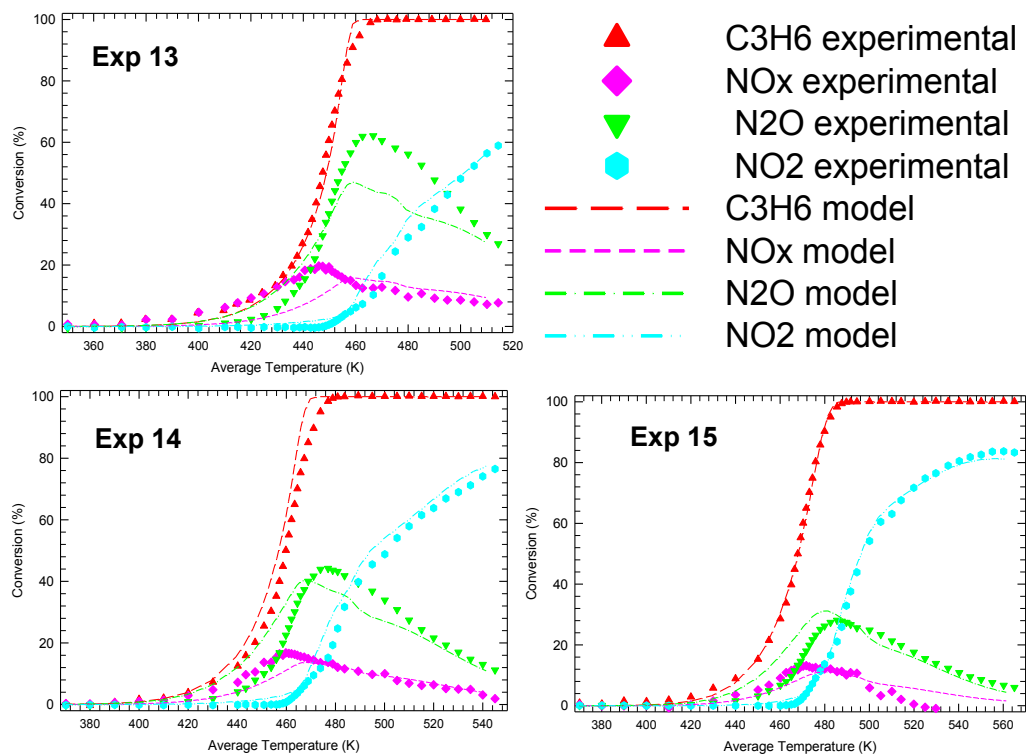 Exp 13
100
80
60
40
20
0
Conversion (%)
360 380 400 420 440 460 480 500 520
Average Temperature (K)
C3H6 experimental
NOx experimental
N2O experimental
NO2 experimental
C3H6 model
NOx model
N2O model
NO2 model
Exp 14
100
80
60
40
20
0
Conversion (%)
380 400 420 440 460 480 500 520 540
Average Temperature (K)
Exp 15
100
80
60
40
20
0
Conversion (%)
380 400 420 440 460 480 500 520 540 560
Average Temperature (K)